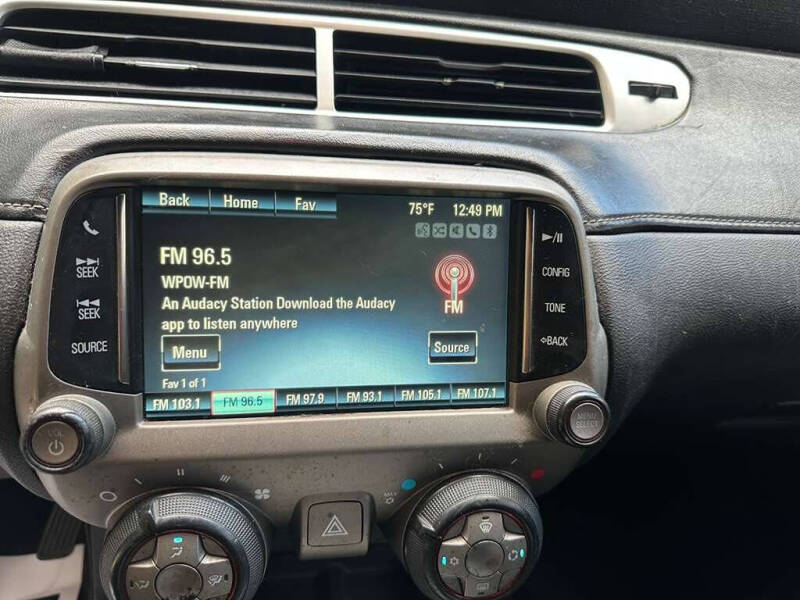 Back Home Fav 75°F 12:49 PM
FM 96.5
WPOW-FM
An Audacy Station Download the Audacy
app to listen anywhere
FM
Menu Source
Fav 1 of 1
FM 103.1 FM 96.5 FM 97.9 FM 93.1 FM 105.1 FM 107.1
SEEK
SEEK
SOURCE
CONFIG
TONE
BACK
VOL
MENU
SELECT
MAX